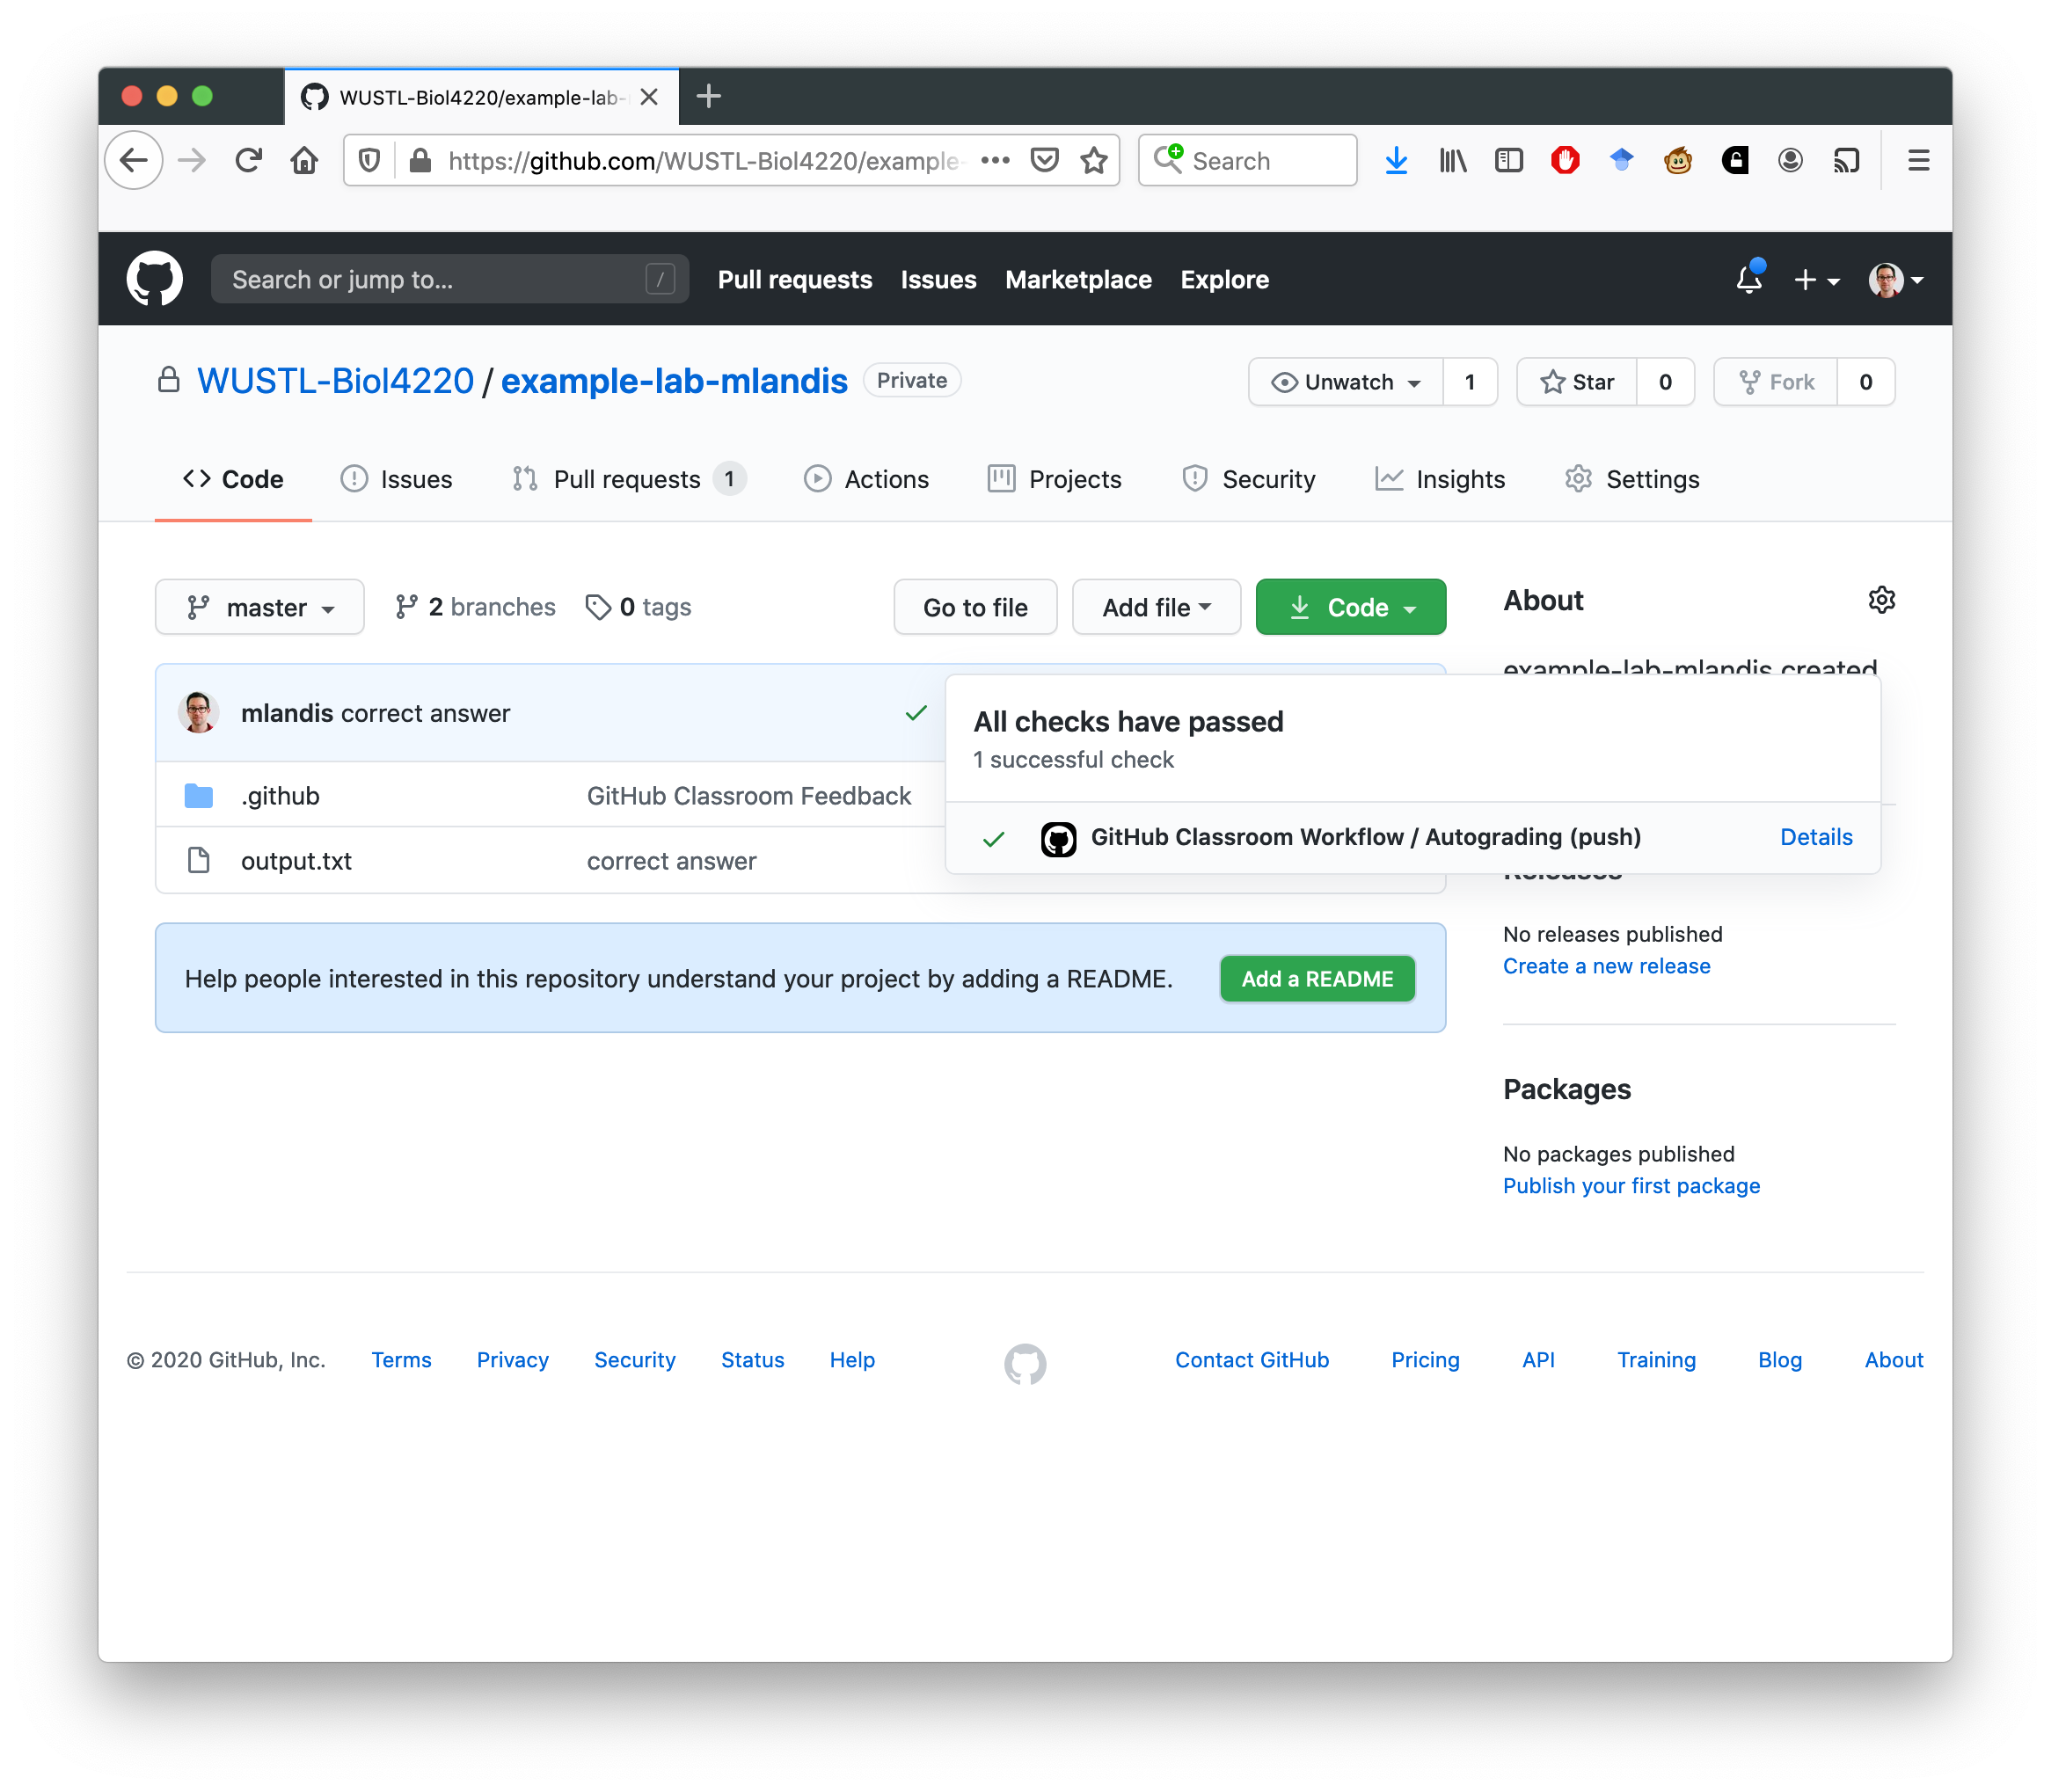 WUSTL-Biol4220/example-lab-
https://github.com/WUSTL-Biol4220/example-
Search
Search or jump to... /
Pull requests Issues Marketplace Explore
WUSTL-Biol4220 / example-lab-mlandis Private
Unwatch 1 Star 0 Fork 0
Code Issues Pull requests 1 Actions Projects Security Insights Settings
master 2 branches 0 tags Go to file Add file Code
About
example-lab-mlandis created
mlandis correct answer
All checks have passed
1 successful check
.github GitHub Classroom Feedback
GitHub Classroom Workflow / Autograding (push) Details
output.txt correct answer
Releases
No releases published
Create a new release
Help people interested in this repository understand your project by adding a README. Add a README
Packages
No packages published
Publish your first package
© 2020 GitHub, Inc. Terms Privacy Security Status Help Contact GitHub Pricing API Training Blog About